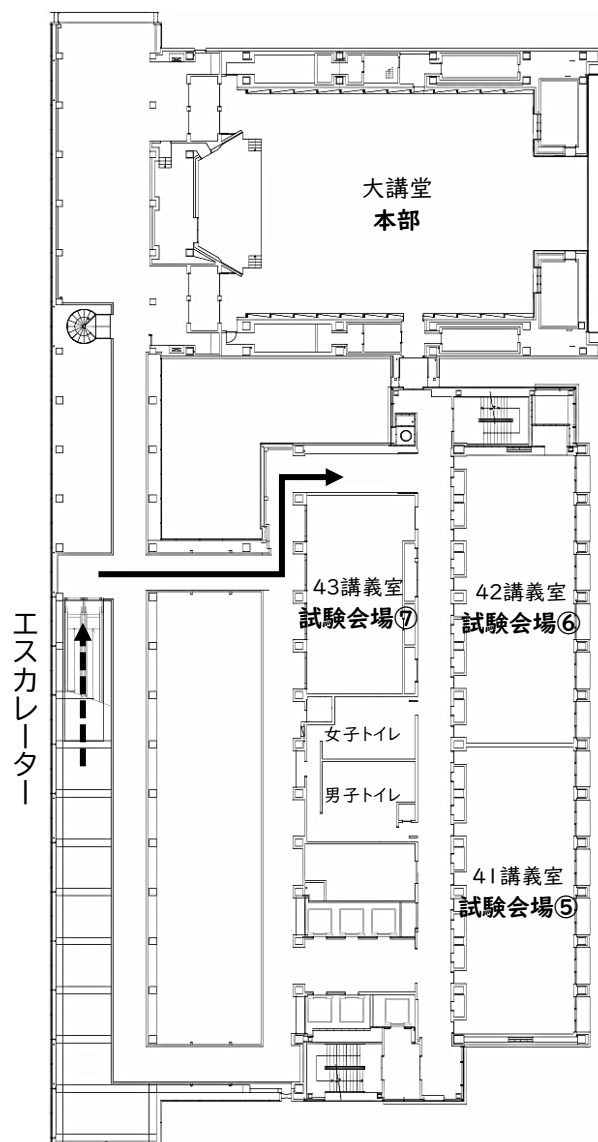 大講堂
本部
43講義室
試験会場⑦
42講義室
試験会場⑥
エスカレーター
女子トイレ
男子トイレ
41講義室
試験会場⑤